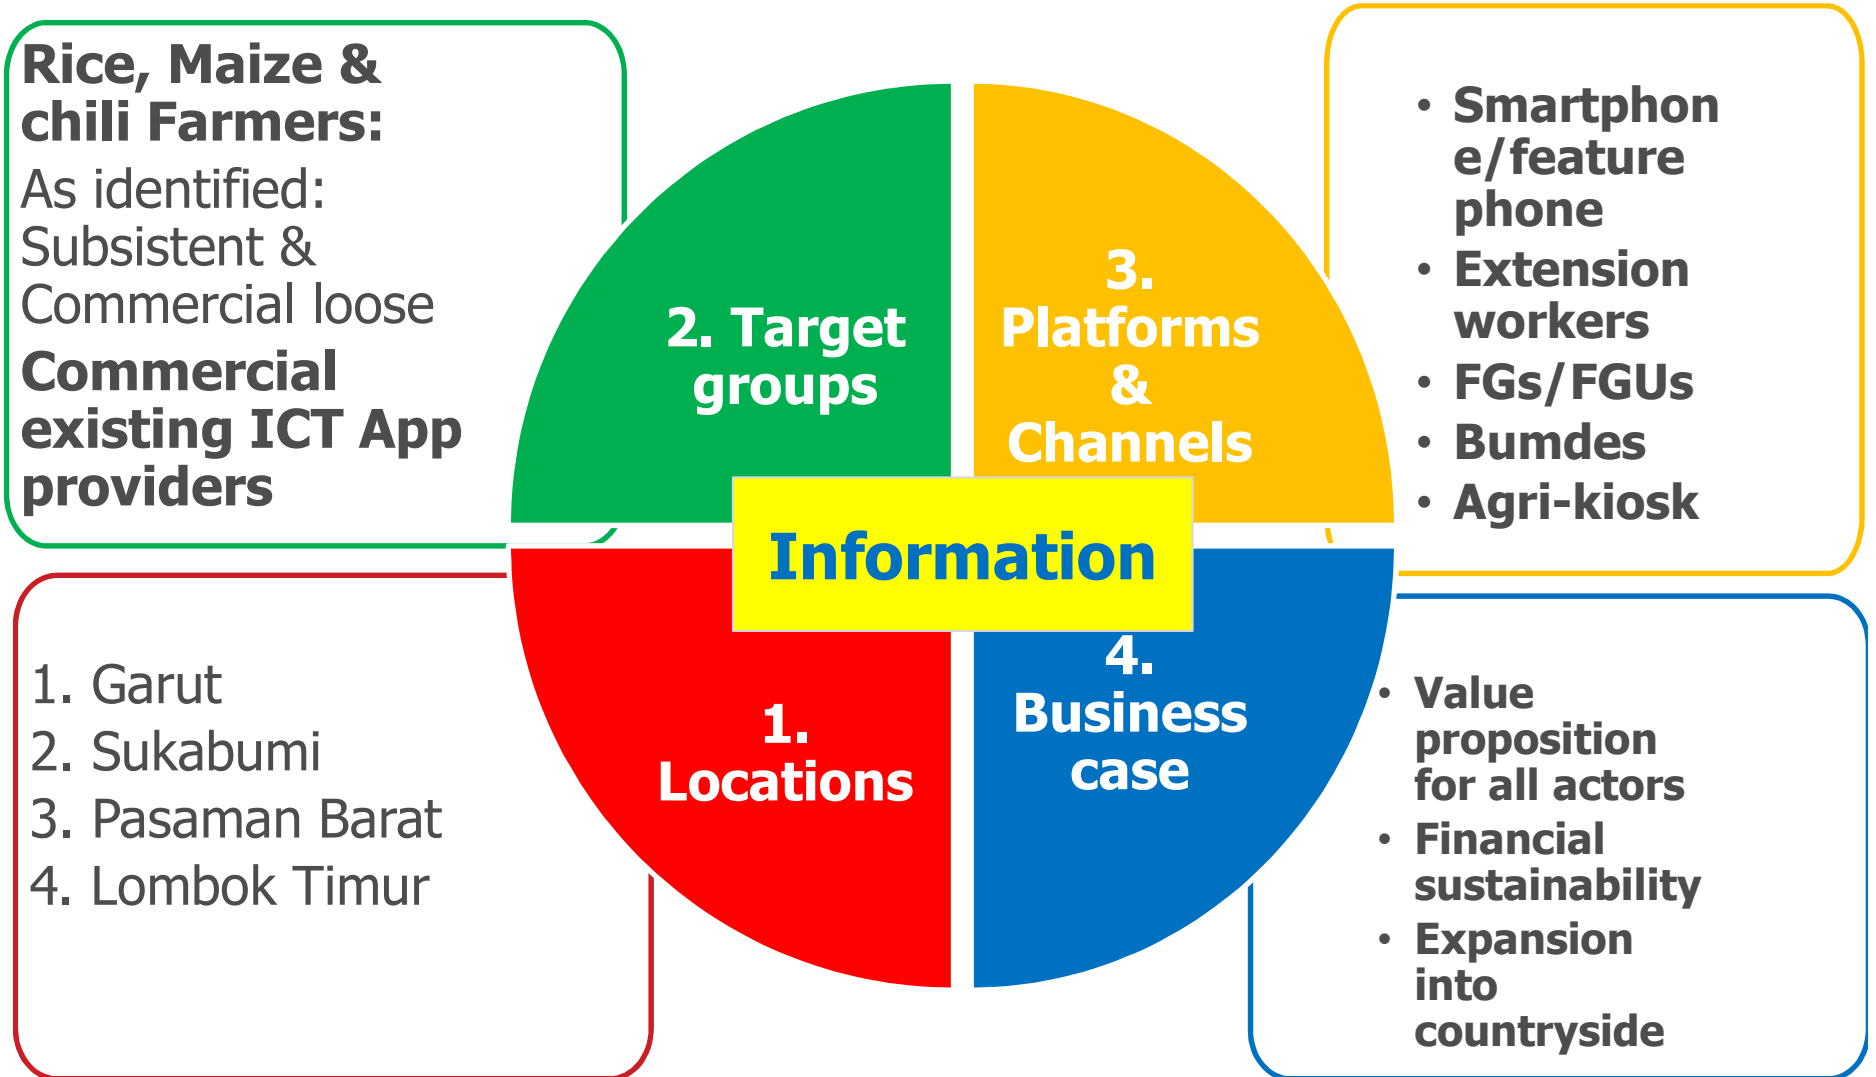 Rice, Maize &
chili Farmers:
As identified:
Subsistent &
Commercial loose
Commercial
existing ICT App
providers
2. Target
groups
3.
Platforms
&
Channels
• Smartphon
e/feature
phone
• Extension
workers
• FGs/FGUs
• Bumdes
• Agri-kiosk
Information
1. Garut
2. Sukabumi
3. Pasaman Barat
4. Lombok Timur
1.
Locations
4.
Business
case
• Value
proposition
for all actors
• Financial
sustainability
• Expansion
into
countryside